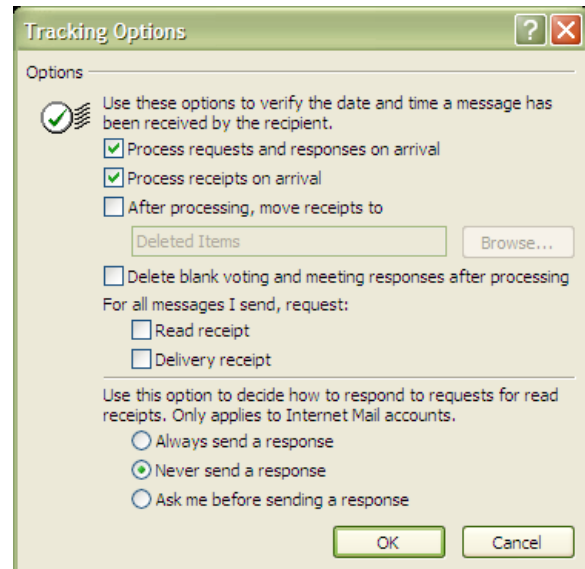 Tracking Options
Options
Use these options to verify the date and time a message has
been received by the recipient.
Process requests and responses on arrival
Process receipts on arrival
After processing, move receipts to
Deleted Items
Browse...
Delete blank voting and meeting responses after processing
For all messages I send, request:
Read receipt
Delivery receipt
Use this option to decide how to respond to requests for read
receipts. Only applies to Internet Mail accounts.
Always send a response
Never send a response
Ask me before sending a response
OK
Cancel